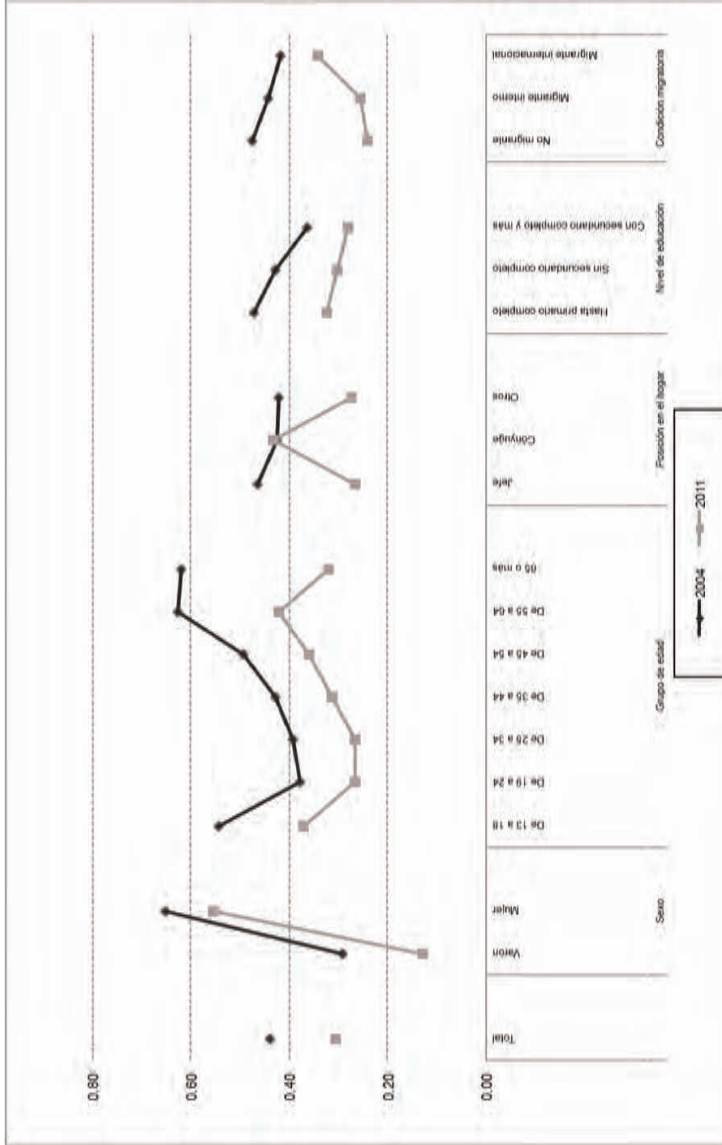 0.80
0.60
0.40
0.20
0.00
Total
Varon
Mujer
Sexo
De 13 a 18
De 19 a 24
De 25 a 34
De 35 a 44
De 45 a 54
De 55 a 64
65 o más
Grupo de edad
Jefe
Cónyuge
Otros
Posición en el hogar
Hasta primario completo
Sin secundario completo
Con secundario completo y más
Nivel de educación
No migrante
Migrante interno
Migrante internacional
Condición migratoria
2004
2011